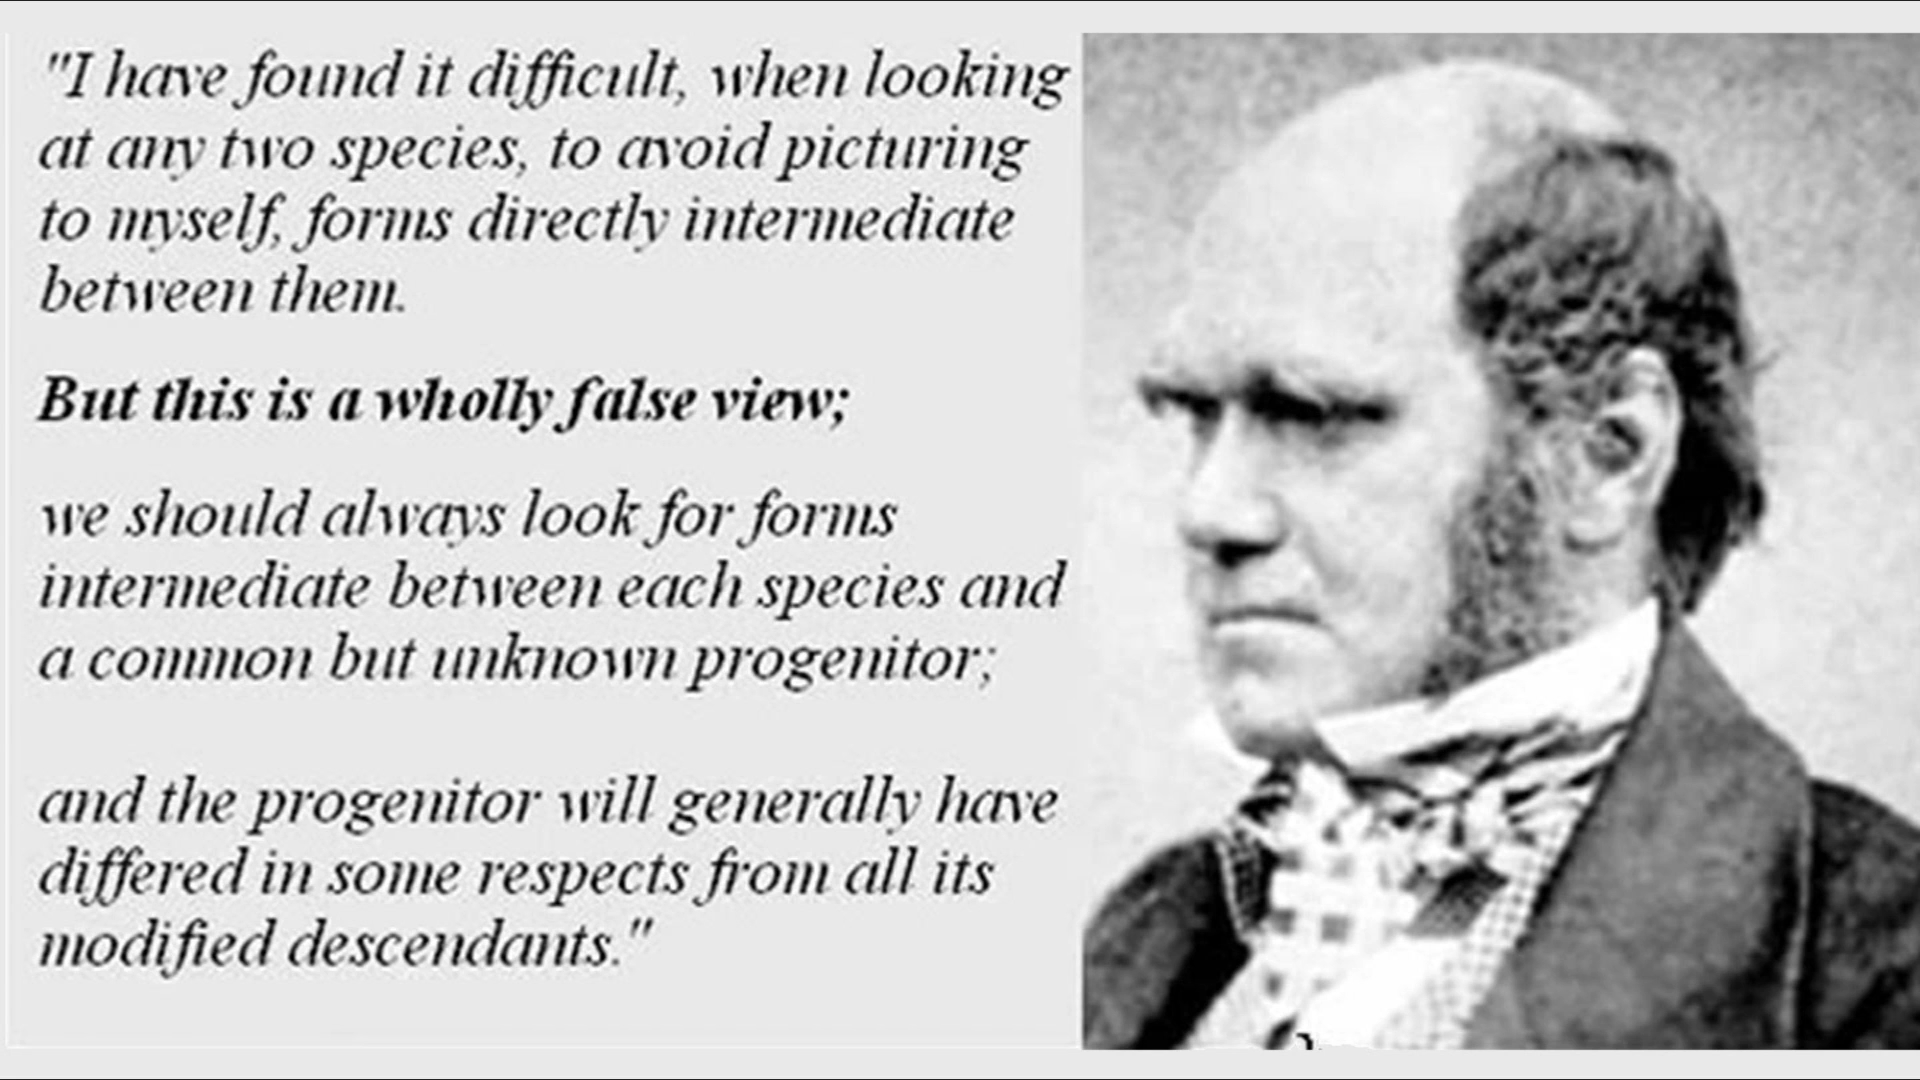 "I have found it difficult, when looking
at any two species, to avoid picturing
to myself, forms directly intermediate
between them.
But this is a wholly false view;
we should always look for forms
intermediate between each species and
a common but unknown progenitor;
and the progenitor will generally have
differed in some respects from all its
modified descendants."